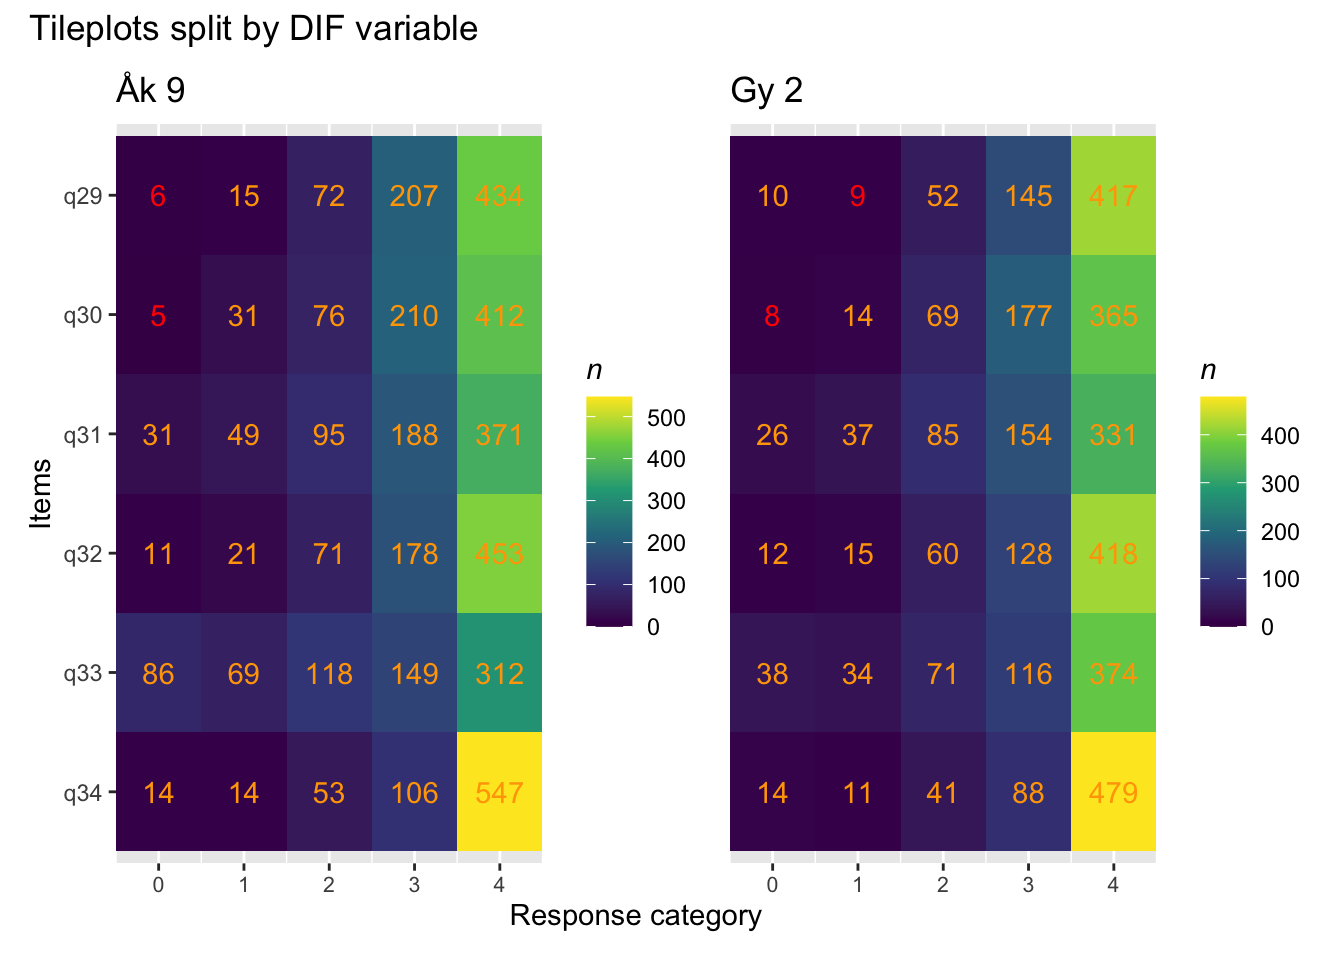 Tileplots split by DIF variable
Åk 9
Gy 2
Items
q29 6 15 72 207 434
q30 5 31 76 210 412
q31 31 49 95 188 371
q32 11 21 71 178 453
q33 86 69 118 149 312
q34 14 14 53 106 547
0 1 2 3 4
n
500
400
300
200
100
0
10 9 52 145 417
8 14 69 177 365
26 37 85 154 331
12 15 60 128 418
38 34 71 116 374
14 11 41 88 479
0 1 2 3 4
n
400
300
200
100
0
Response category